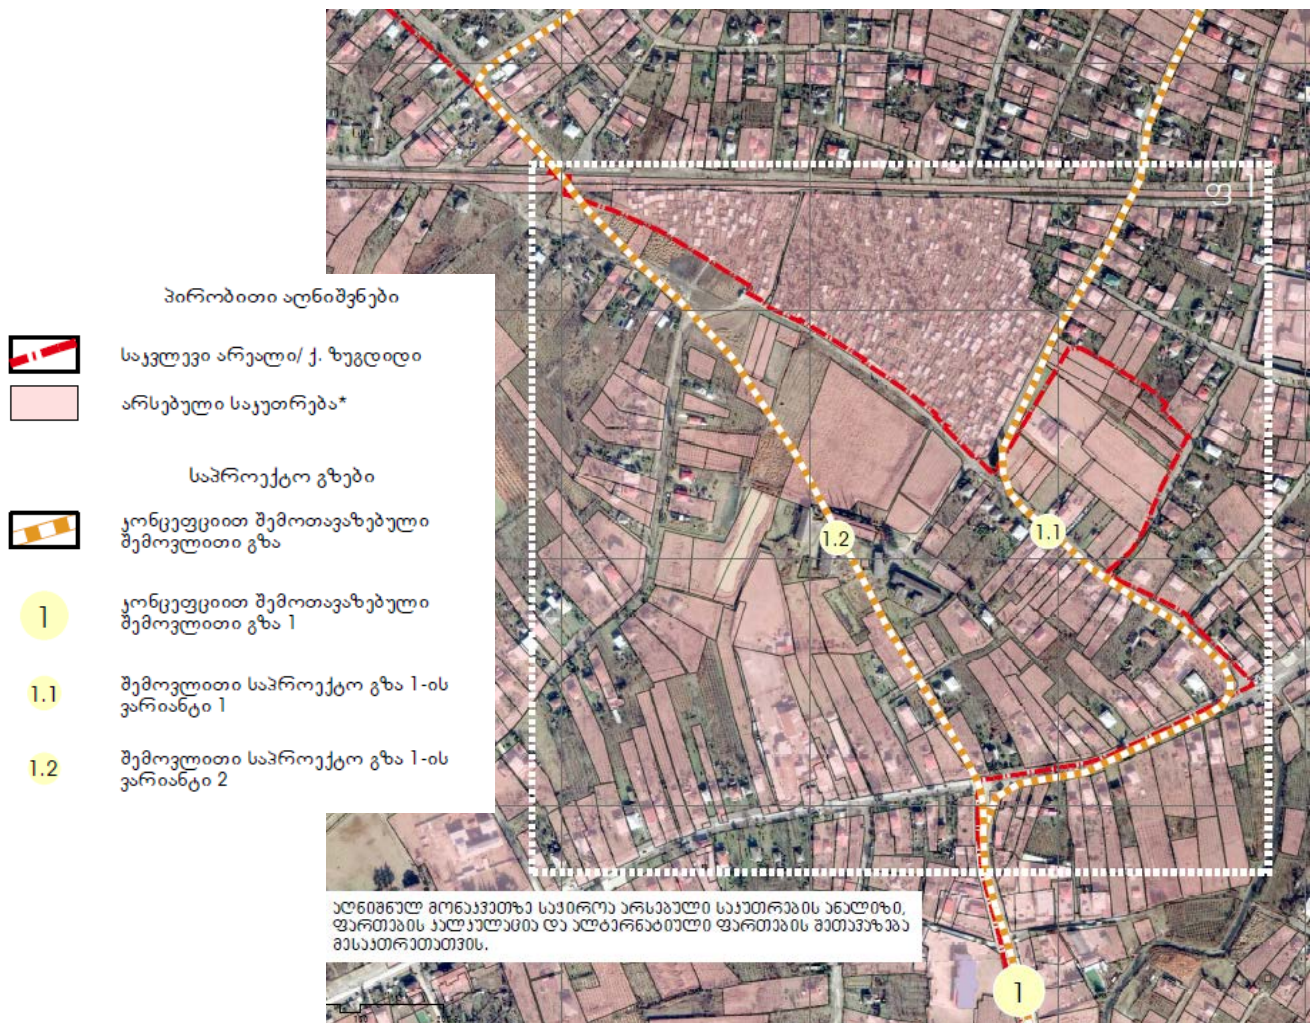 პირობითი აღნიშვნები
საკვლევი არეალი/ ქ. ზუგდიდი
არსებული საკუთრება*
საპროექტო გზები
კონცეფციით შემოთავაზებული
შემოვლითი გზა
1
კონცეფციით შემოთავაზებული
შემოვლითი გზა 1
1.1
შემოვლითი საპროექტო გზა 1-ის
ვარიანტი 1
1.2
შემოვლითი საპროექტო გზა 1-ის
ვარიანტი 2
1.2
1.1
აღნიშნულ მონაკვეთზე საჭიროა არსებული საკუთრების ანალიზი,
ფართების კალკულაცია და ალტერნატიული ფართების შეთავაზება
მესაკთრეთათვის.
1